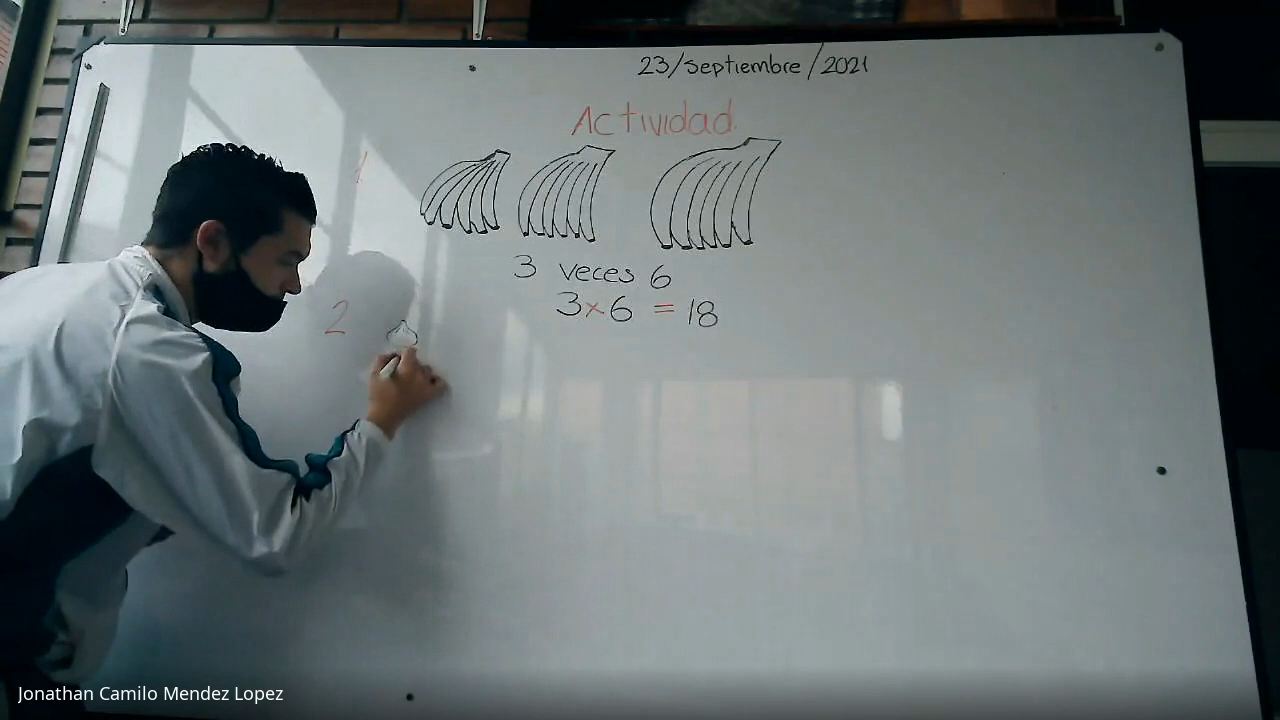 23/Septiembre/2021
Actividad.
1
3 veces 6
3x6 = 18
2
Jonathan Camilo Mendez Lopez